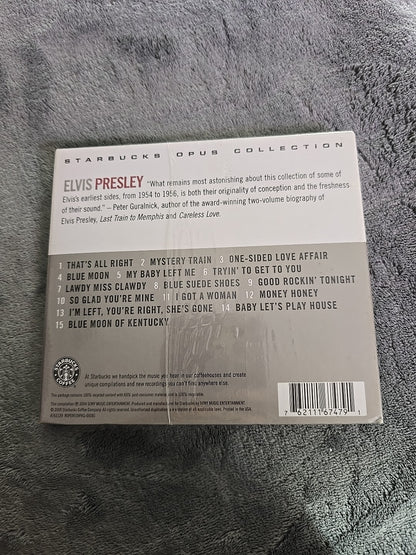 STARBUCKS OPUS COLLECTION
ELVIS PRESLEY "What remains most astonishing about this collection of some of
Elvis's earliest sides, from 1954 to 1956, is both their originality of conception and the freshness
of their sound." – Peter Guralnick, author of the award-winning two-volume biography of
Elvis Presley, Last Train to Memphis and Careless Love.
1 THAT'S ALL RIGHT 2 MYSTERY TRAIN 3 ONE-SIDED LOVE AFFAIR
4 BLUE MOON 5 MY BABY LEFT ME 6 TRYIN' TO GET TO YOU
7 LAWDY MISS CLAWDY 8 BLUE SUEDE SHOES 9 GOOD ROCKIN' TONIGHT
10 SO GLAD YOU'RE MINE 11 I GOT A WOMAN 12 MONEY HONEY
13 I'M LEFT, YOU'RE RIGHT, SHE'S GONE 14 BABY LET'S PLAY HOUSE
15 BLUE MOON OF KENTUCKY
STARBUCKS COFFEE
At Starbucks we handpick the music you hear in our coffeehouses and create
unique compilations and new recordings you can't find anywhere else.
7 62111 67479 1